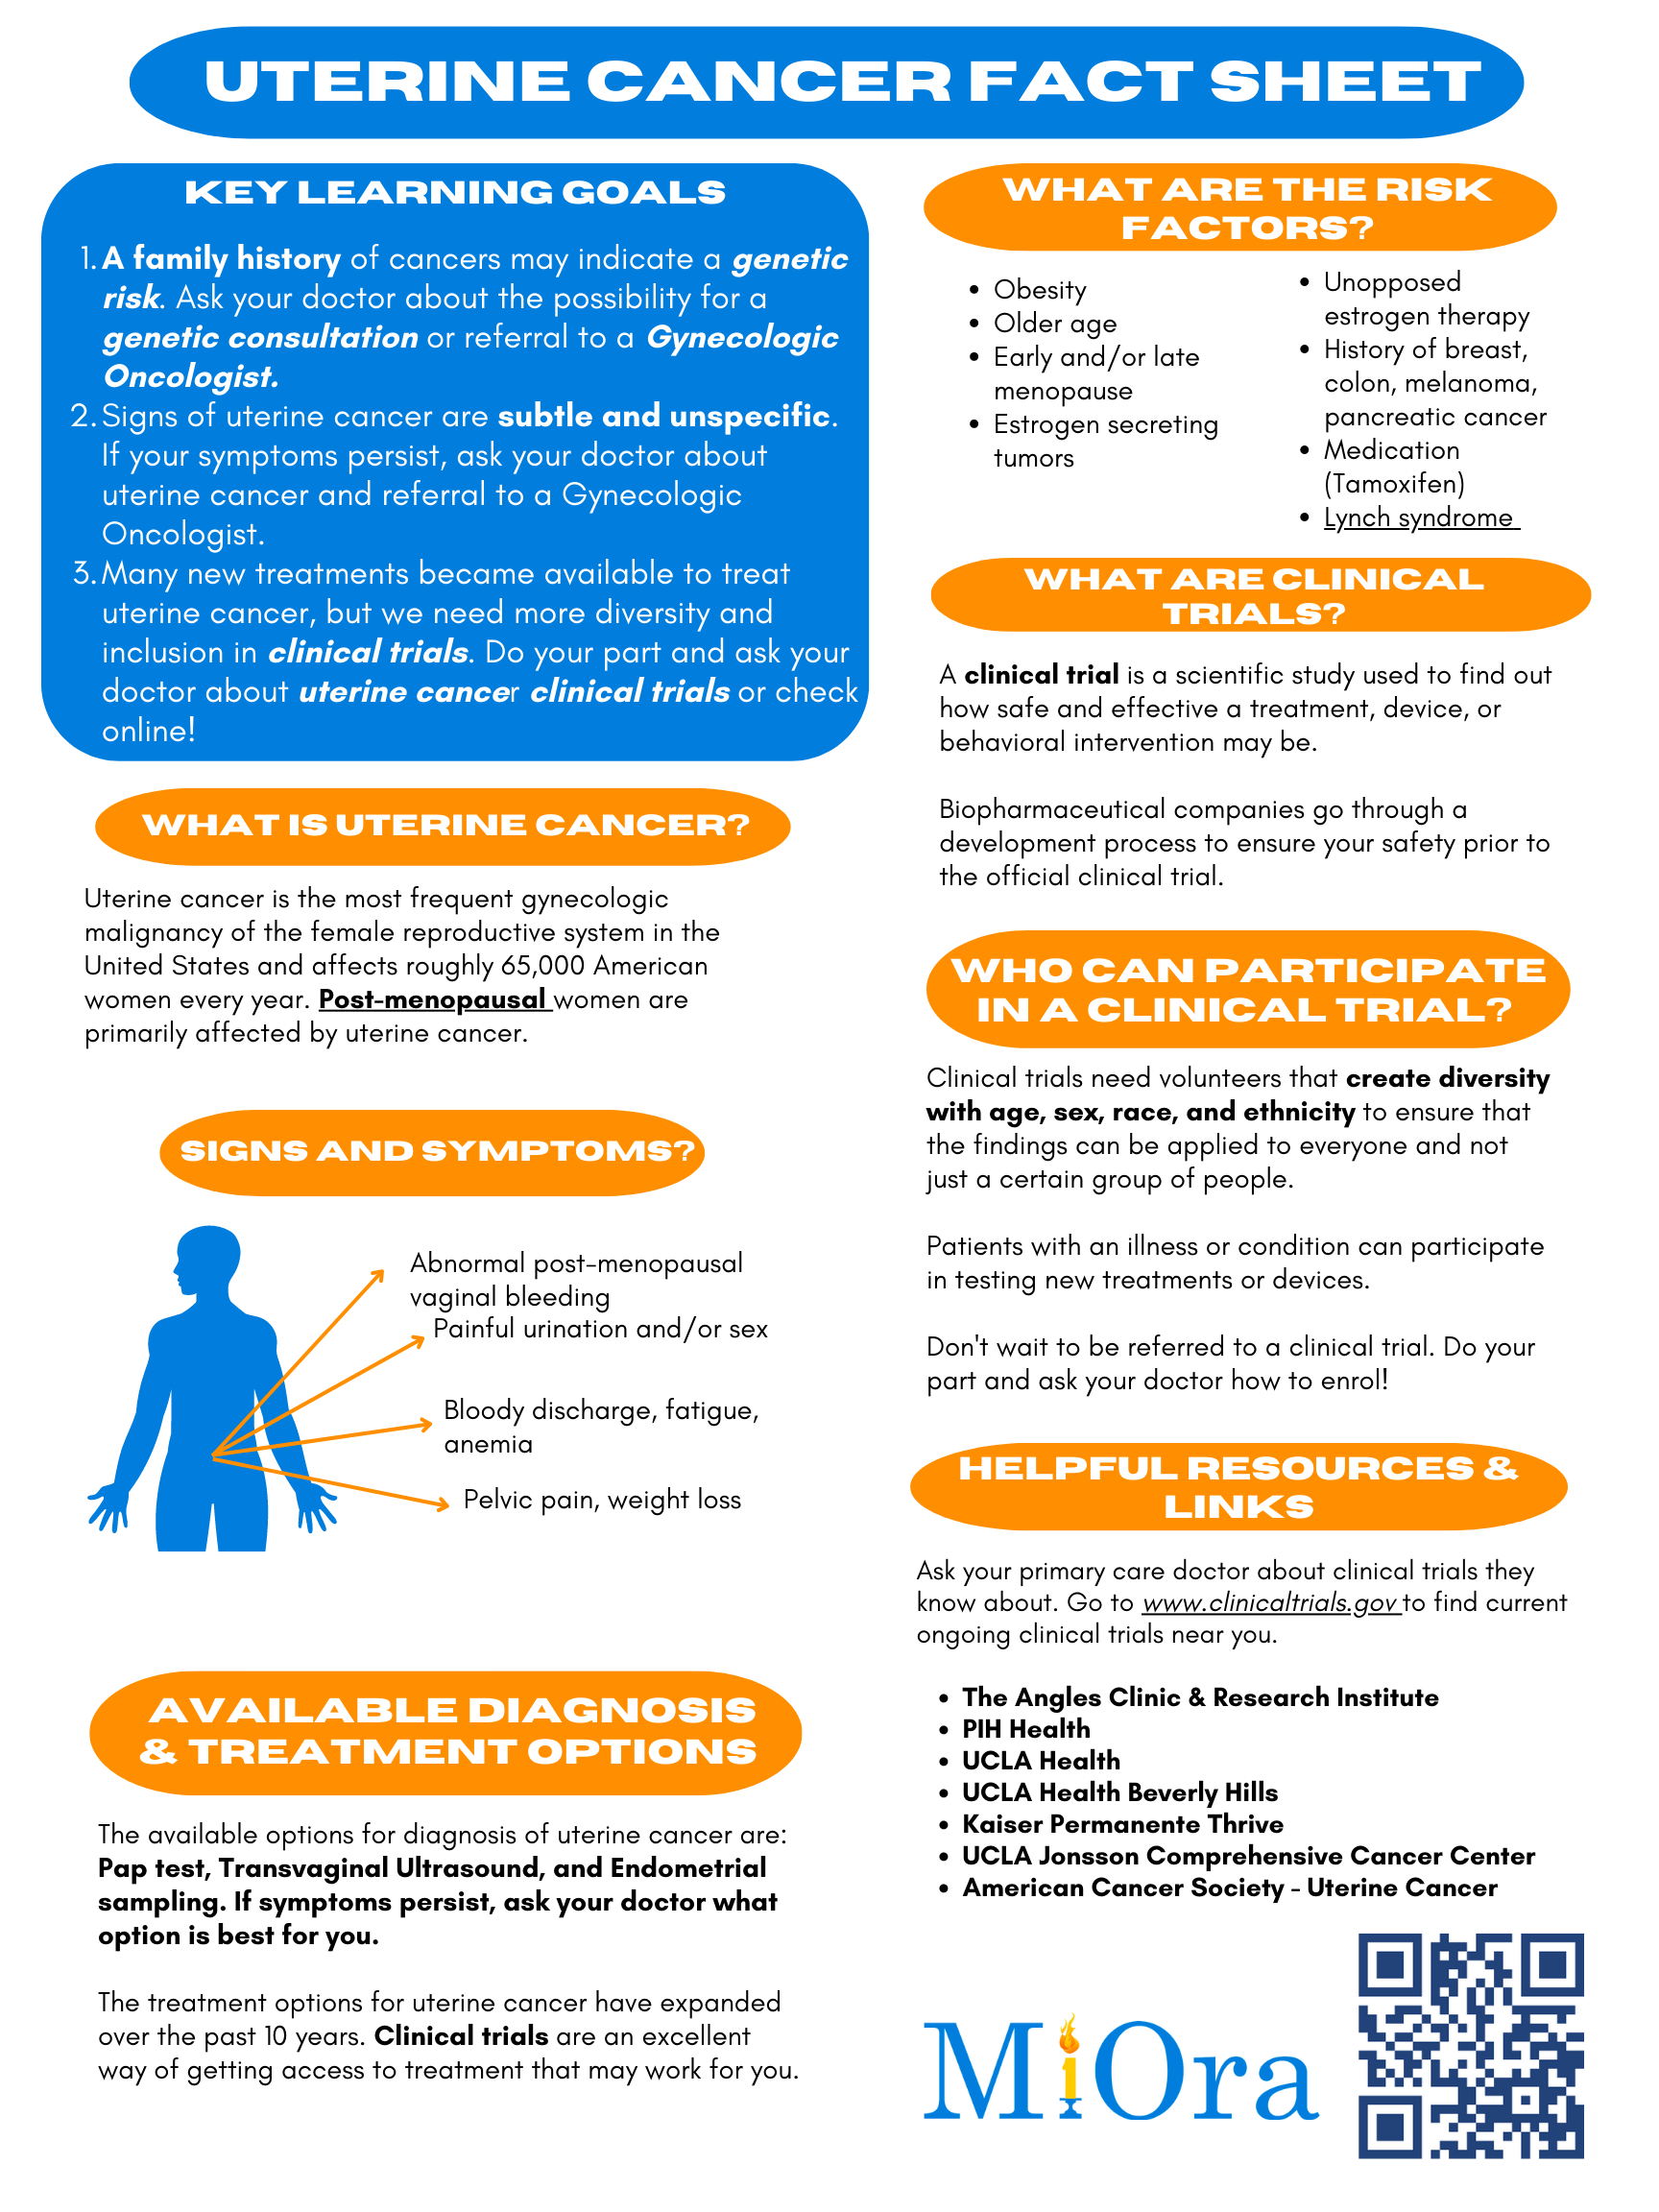 UTERINE CANCER FACT SHEET
KEY LEARNING GOALS
1. A family history of cancers may indicate a genetic
risk. Ask your doctor about the possibility for a
genetic consultation or referral to a Gynecologic
Oncologist.
2. Signs of uterine cancer are subtle and unspecific.
If your symptoms persist, ask your doctor about
uterine cancer and referral to a Gynecologic
Oncologist.
3. Many new treatments became available to treat
uterine cancer, but we need more diversity and
inclusion in clinical trials. Do your part and ask your
doctor about uterine cancer clinical trials or check
online!
WHAT IS UTERINE CANCER?
Uterine cancer is the most frequent gynecologic
malignancy of the female reproductive system in the
United States and affects roughly 65,000 American
women every year. Post-menopausal women are
primarily affected by uterine cancer.
SIGNS AND SYMPTOMS?
Abnormal post-menopausal
vaginal bleeding
Painful urination and/or sex
Bloody discharge, fatigue,
anemia
Pelvic pain, weight loss
AVAILABLE DIAGNOSIS
& TREATMENT OPTIONS
The available options for diagnosis of uterine cancer are:
Pap test, Transvaginal Ultrasound, and Endometrial
sampling. If symptoms persist, ask your doctor what
option is best for you.
The treatment options for uterine cancer have expanded
over the past 10 years. Clinical trials are an excellent
way of getting access to treatment that may work for you.
WHAT ARE THE RISK
FACTORS?
• Obesity
• Older age
• Early and/or late
menopause
• Estrogen secreting
tumors
• Unopposed
estrogen therapy
• History of breast,
colon, melanoma,
pancreatic cancer
• Medication
(Tamoxifen)
• Lynch syndrome
WHAT ARE CLINICAL
TRIALS?
A clinical trial is a scientific study used to find out
how safe and effective a treatment, device, or
behavioral intervention may be.
Biopharmaceutical companies go through a
development process to ensure your safety prior to
the official clinical trial.
WHO CAN PARTICIPATE
IN A CLINICAL TRIAL?
Clinical trials need volunteers that create diversity
with age, sex, race, and ethnicity to ensure that
the findings can be applied to everyone and not
just a certain group of people.
Patients with an illness or condition can participate
in testing new treatments or devices.
Don't wait to be referred to a clinical trial. Do your
part and ask your doctor how to enrol!
HELPFUL RESOURCES &
LINKS
Ask your primary care doctor about clinical trials they
know about. Go to www.clinicaltrials.gov to find current
ongoing clinical trials near you.
• The Angles Clinic & Research Institute
• PIH Health
• UCLA Health
• UCLA Health Beverly Hills
• Kaiser Permanente Thrive
• UCLA Jonsson Comprehensive Cancer Center
• American Cancer Society - Uterine Cancer
MiOra